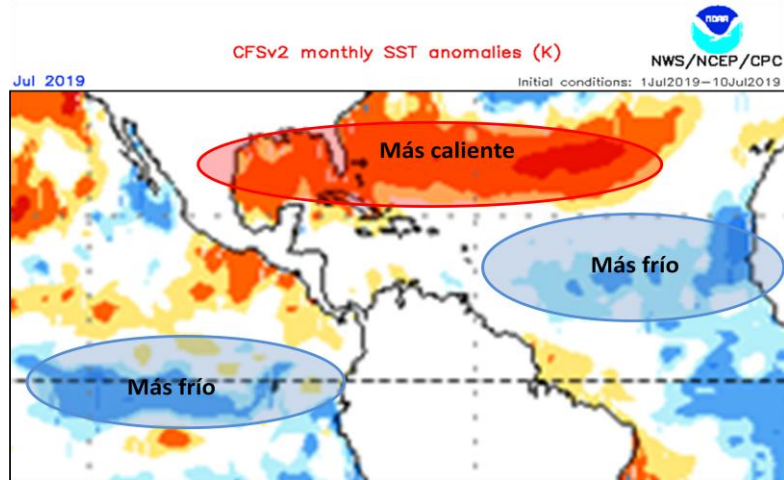 NOAA
CFSv2 monthly SST anomalies (K)
NWS/NCEP/CPC
Jul 2019
Initial conditions: 1Jul2019-10Jul2019
Más caliente
Más frío
Más frío